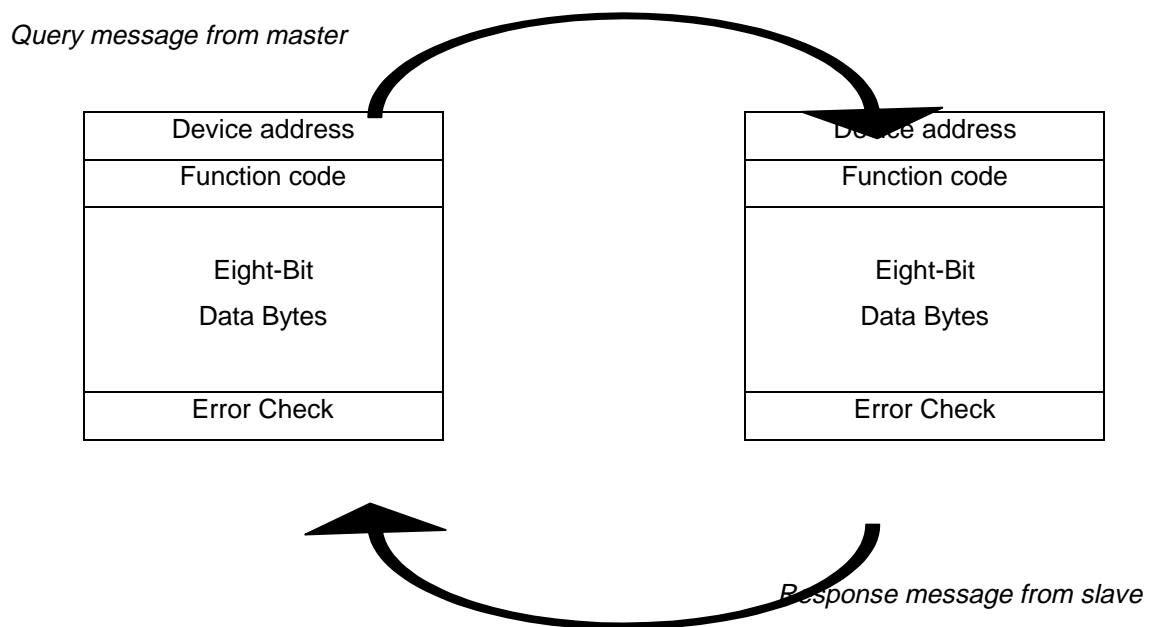 Query message from master
Device address
Function code
Eight-Bit
Data Bytes
Error Check
Device address
Function code
Eight-Bit
Data Bytes
Error Check
Response message from slave